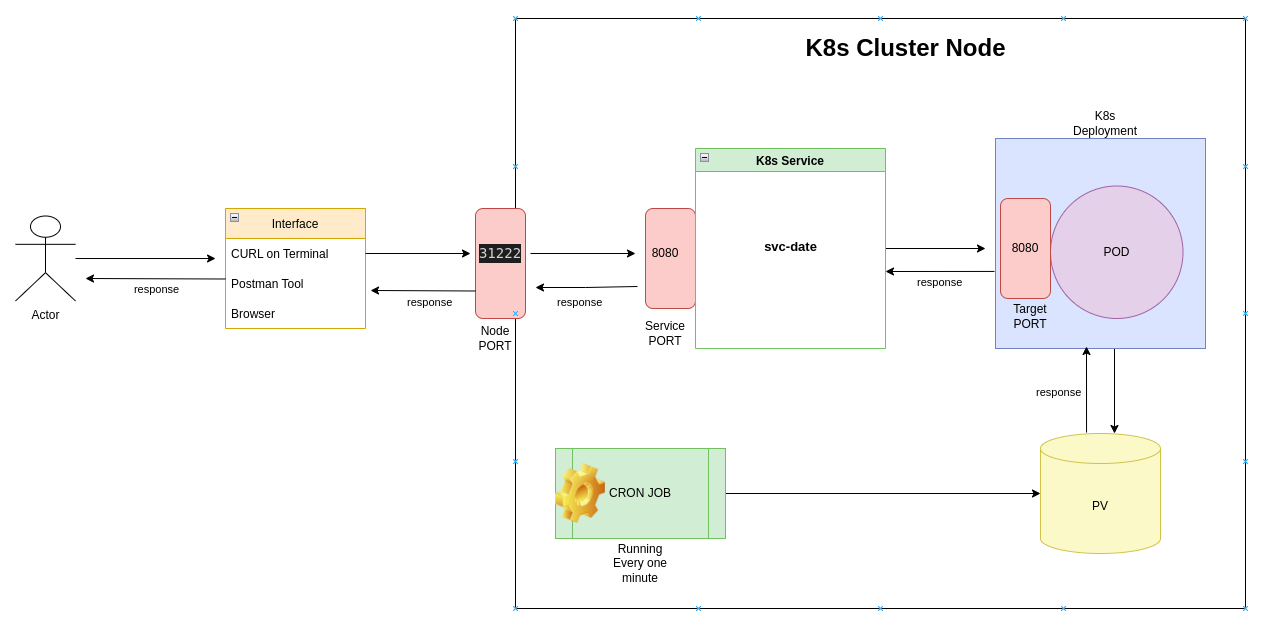 K8s Cluster Node
K8s
Deployment
K8s Service
Interface
CURL on Terminal
Postman Tool
Browser
31222
8080
svc-date
8080
POD
response
response
response
response
Actor
Node
PORT
Service
PORT
Target
PORT
response
CRON JOB
PV
Running
Every one
minute